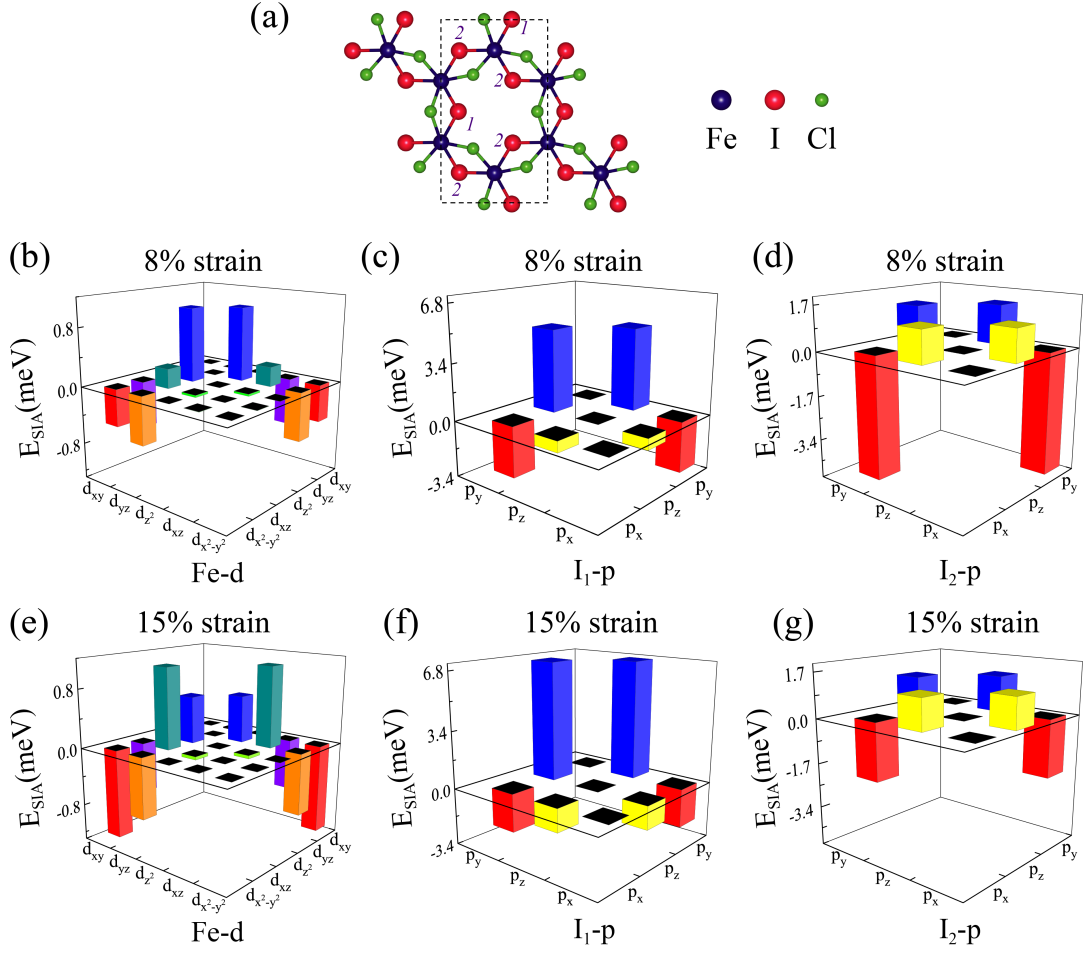 (a)
1
2
2
1
2
2
Fe I Cl
(b) 8% strain
E_SIA(meV)
0.8
0.0
-0.8
d_xy d_yz d_z² d_xz d_x²-y²
d_x²-y² d_xz d_z² d_yz d_xy
Fe-d
(c) 8% strain
E_SIA(meV)
6.8
3.4
0.0
-3.4
p_y p_z p_x
p_x p_z p_y
I₁-p
(d) 8% strain
E_SIA(meV)
1.7
0.0
-1.7
-3.4
p_y p_z p_x
p_x p_z p_y
I₂-p
(e) 15% strain
E_SIA(meV)
0.8
0.0
-0.8
d_xy d_yz d_z² d_xz d_x²-y²
d_x²-y² d_xz d_z² d_yz d_xy
Fe-d
(f) 15% strain
E_SIA(meV)
6.8
3.4
0.0
-3.4
p_y p_z p_x
p_x p_z p_y
I₁-p
(g) 15% strain
E_SIA(meV)
1.7
0.0
-1.7
-3.4
p_y p_z p_x
p_x p_z p_y
I₂-p